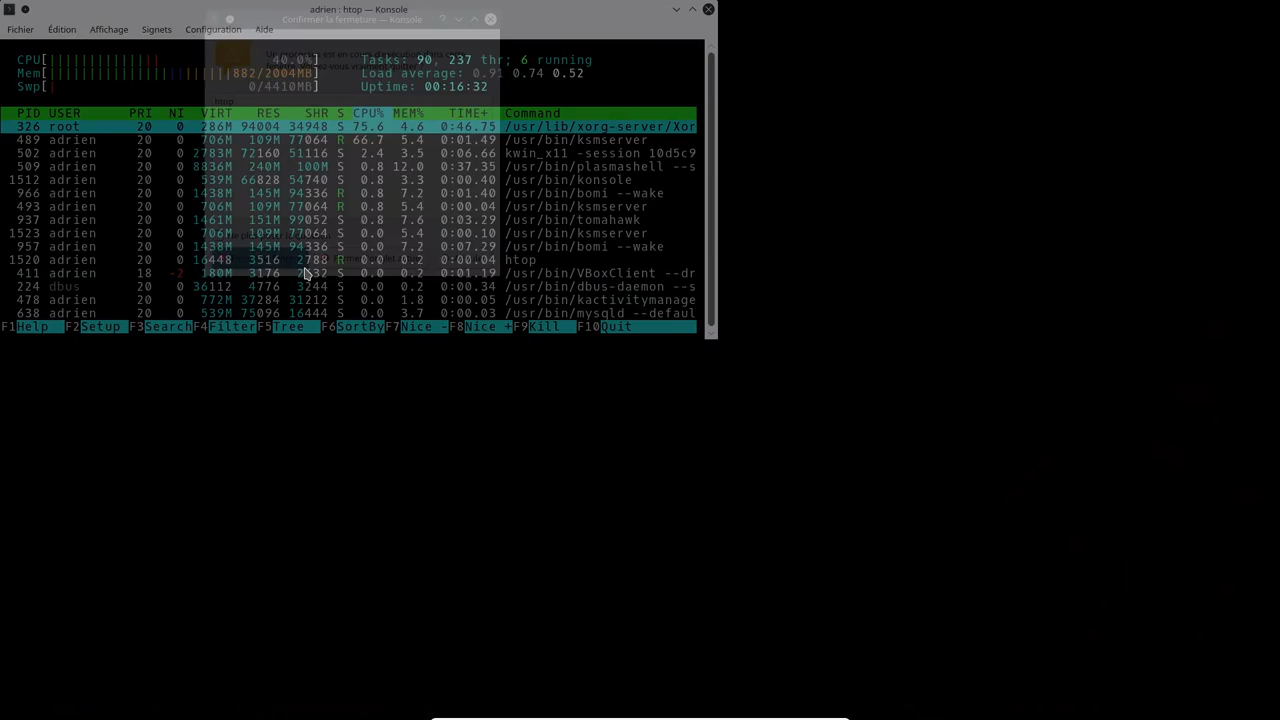 adrien : htop — Konsole
Confirmer la fermeture — Konsole
Fichier Édition Affichage Signets Configuration Aide
Un processus est en cours d'exécution dans cette
CPU[ 40.0%] Tasks: 90, 237 thr; 6 running
Mem[ 882/2004MB] Load average: 0.91 0.74 0.52
Swp[ 0/4410MB] Uptime: 00:16:32
htop
PID USER PRI NI VIRT RES SHR S CPU% MEM% TIME+ Command
326 root 20 0 286M 94004 34948 S 75.6 4.6 0:46.75 /usr/lib/xorg-server/Xor
489 adrien 20 0 706M 109M 77064 R 66.7 5.4 0:01.49 /usr/bin/ksmserver
502 adrien 20 0 2783M 72160 51116 S 2.4 3.5 0:06.66 kwin_x11 -session 10d5c9
509 adrien 20 0 8836M 240M 100M S 0.8 12.0 0:37.35 /usr/bin/plasmashell --s
1512 adrien 20 0 539M 66828 54740 S 0.8 3.3 0:00.40 /usr/bin/konsole
966 adrien 20 0 1438M 145M 94336 R 0.8 7.2 0:01.40 /usr/bin/bomi --wake
493 adrien 20 0 706M 109M 77064 R 0.8 5.4 0:00.04 /usr/bin/ksmserver
937 adrien 20 0 1461M 151M 99052 S 0.8 7.6 0:03.29 /usr/bin/tomahawk
1523 adrien 20 0 706M 109M 77064 S 0.0 5.4 0:00.10 /usr/bin/ksmserver
957 adrien 20 0 1438M 145M 94336 S 0.0 7.2 0:07.29 /usr/bin/bomi --wake
1520 adrien 20 0 16448 3516 2788 R 0.0 0.2 0:00.04 htop
411 adrien 18 -2 180M 3176 2632 S 0.0 0.2 0:01.19 /usr/bin/VBoxClient --dr
224 dbus 20 0 36112 4776 3244 S 0.0 0.2 0:00.34 /usr/bin/dbus-daemon --s
478 adrien 20 0 772M 37284 31212 S 0.0 1.8 0:00.05 /usr/bin/kactivitymanage
638 adrien 20 0 539M 75096 16444 S 0.0 3.7 0:00.03 /usr/bin/mysqld --defaul
F1Help F2Setup F3Search F4Filter F5Tree F6SortBy F7Nice - F8Nice + F9Kill F10Quit